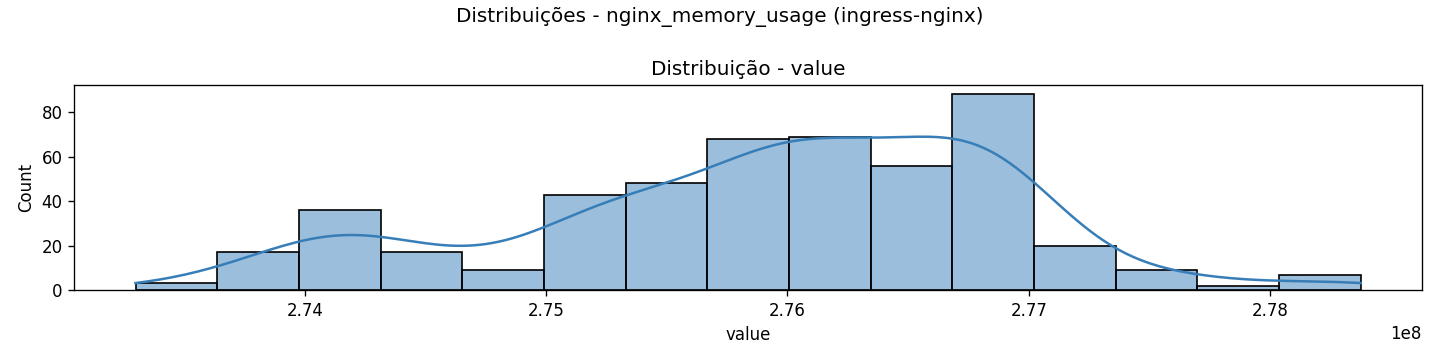 Distribuições - nginx_memory_usage (ingress-nginx)
Distribuição - value
Count
80
60
40
20
0
2.74 2.75 2.76 2.77 2.78
value
1e8